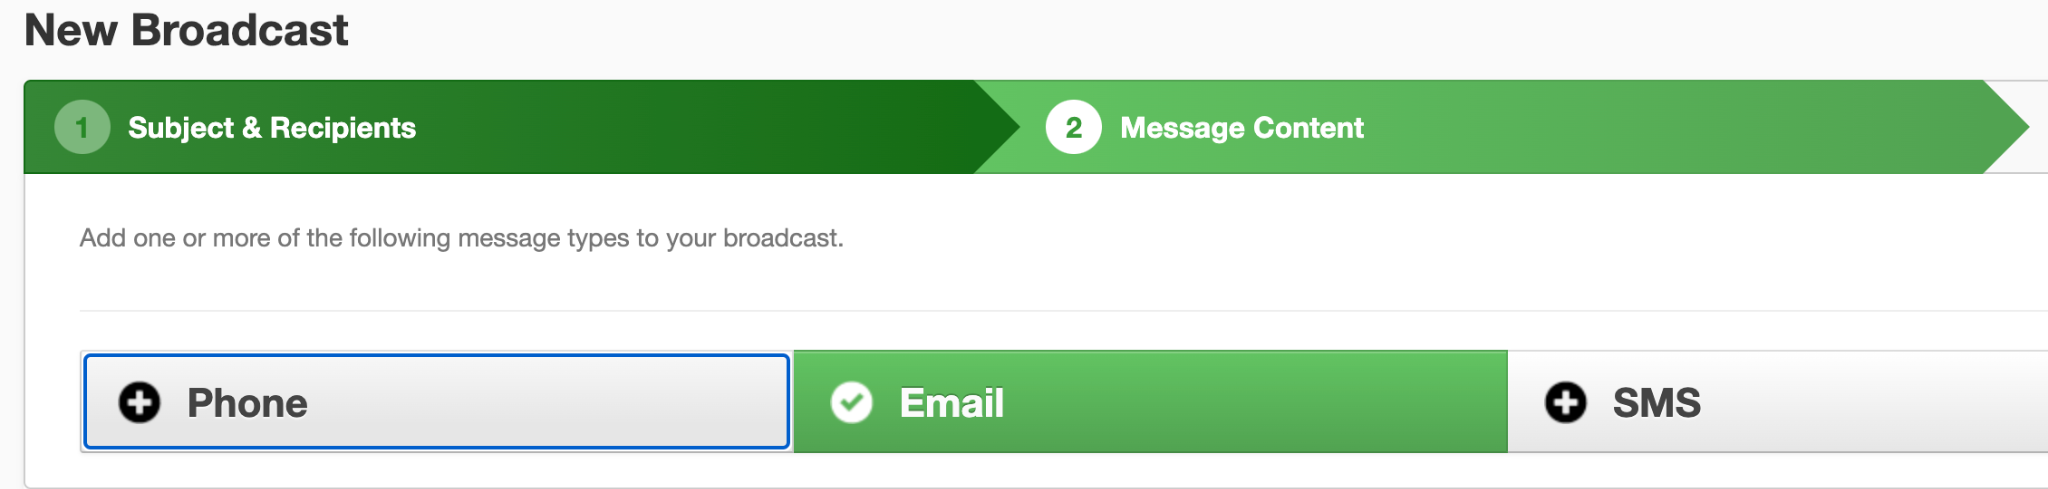 New Broadcast
1 Subject & Recipients
2 Message Content
Add one or more of the following message types to your broadcast.
Phone
Email
SMS